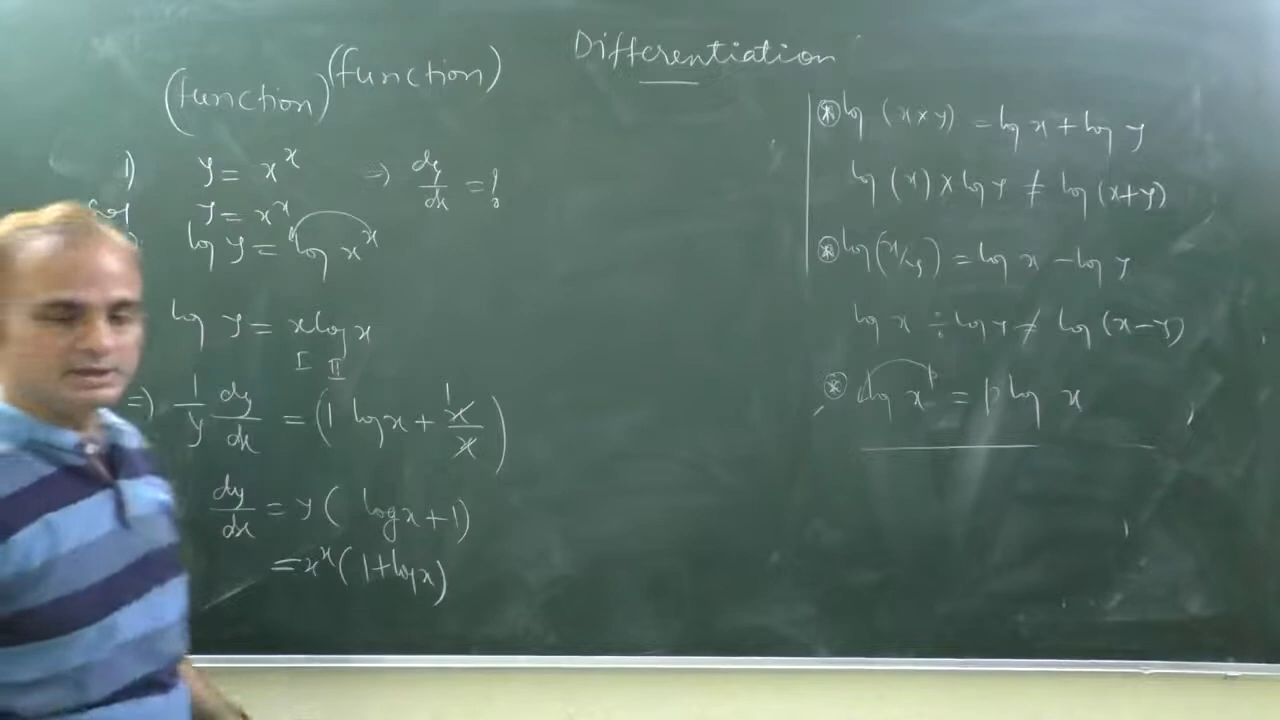 Differentiation
(function)^(function)
1) y = x^x ⇒ dy/dx = ?
y = x^x
log y = log x^x
log y = x log x
I II
⇒ 1/y dy/dx = (1 log x + x/x) 1
dy/dx = y( log x + 1)
= x^x (1 + log x)
⊛ log (x × y) = log x + log y
log (x) × log y ≠ log (x+y)
⊛ log (x/y) = log x − log y
log x ÷ log y ≠ log (x−y)
⊛ log x^p = p log x